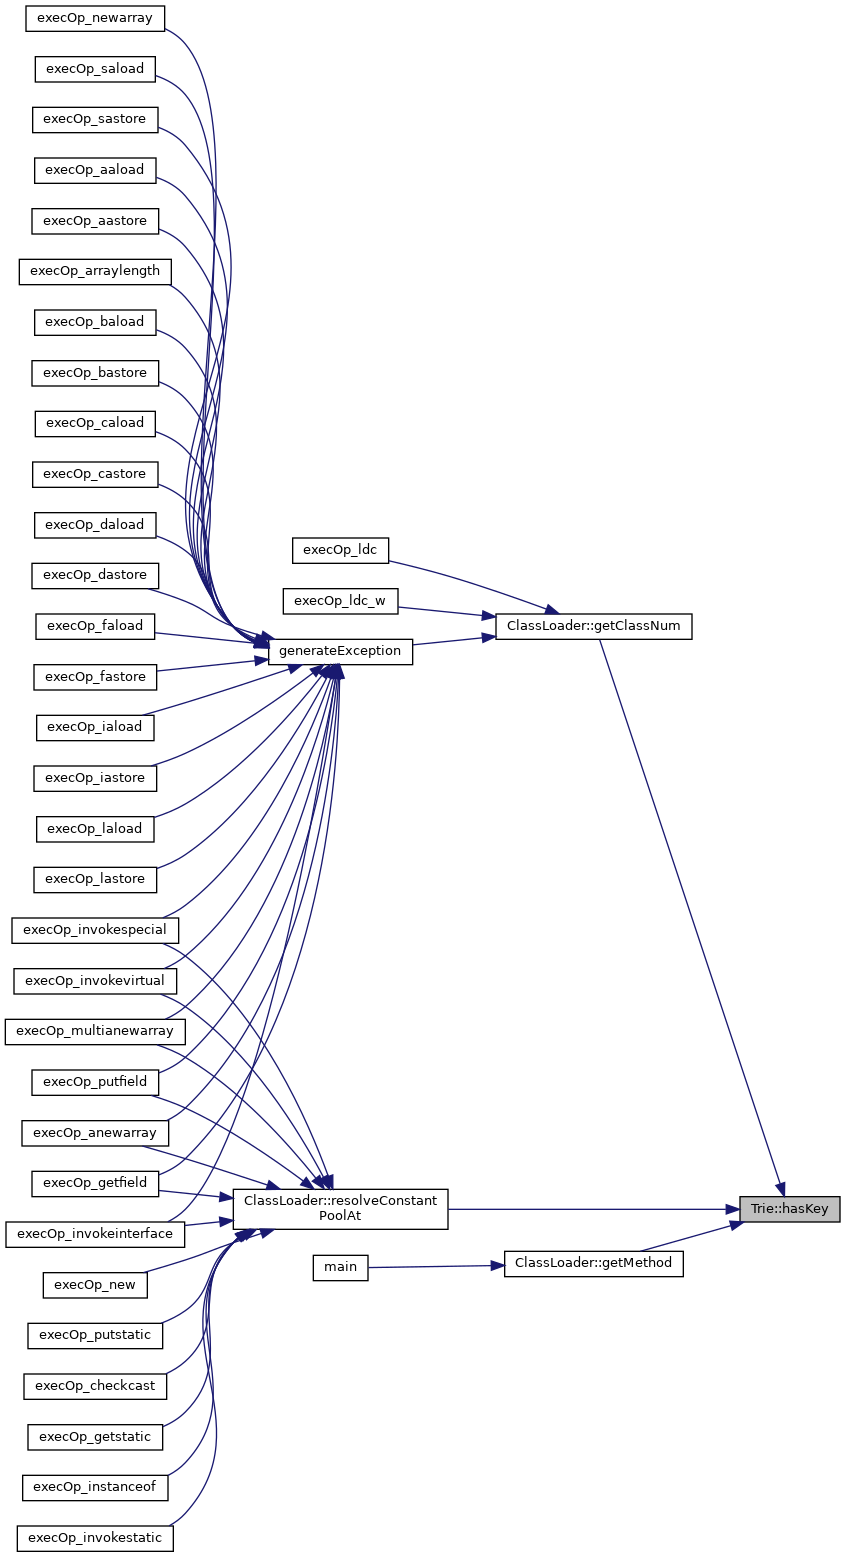 execOp_newarray
execOp_saload
execOp_sastore
execOp_aaload
execOp_aastore
execOp_arraylength
execOp_baload
execOp_bastore
execOp_caload
execOp_castore
execOp_daload
execOp_dastore
execOp_faload
execOp_fastore
execOp_iaload
execOp_iastore
execOp_laload
execOp_lastore
execOp_invokespecial
execOp_invokevirtual
execOp_multianewarray
execOp_putfield
execOp_anewarray
execOp_getfield
execOp_invokeinterface
execOp_new
execOp_putstatic
execOp_checkcast
execOp_getstatic
execOp_instanceof
execOp_invokestatic
execOp_ldc
execOp_ldc_w
generateException
ClassLoader::resolveConstant
PoolAt
main
ClassLoader::getClassNum
ClassLoader::getMethod
Trie::hasKey